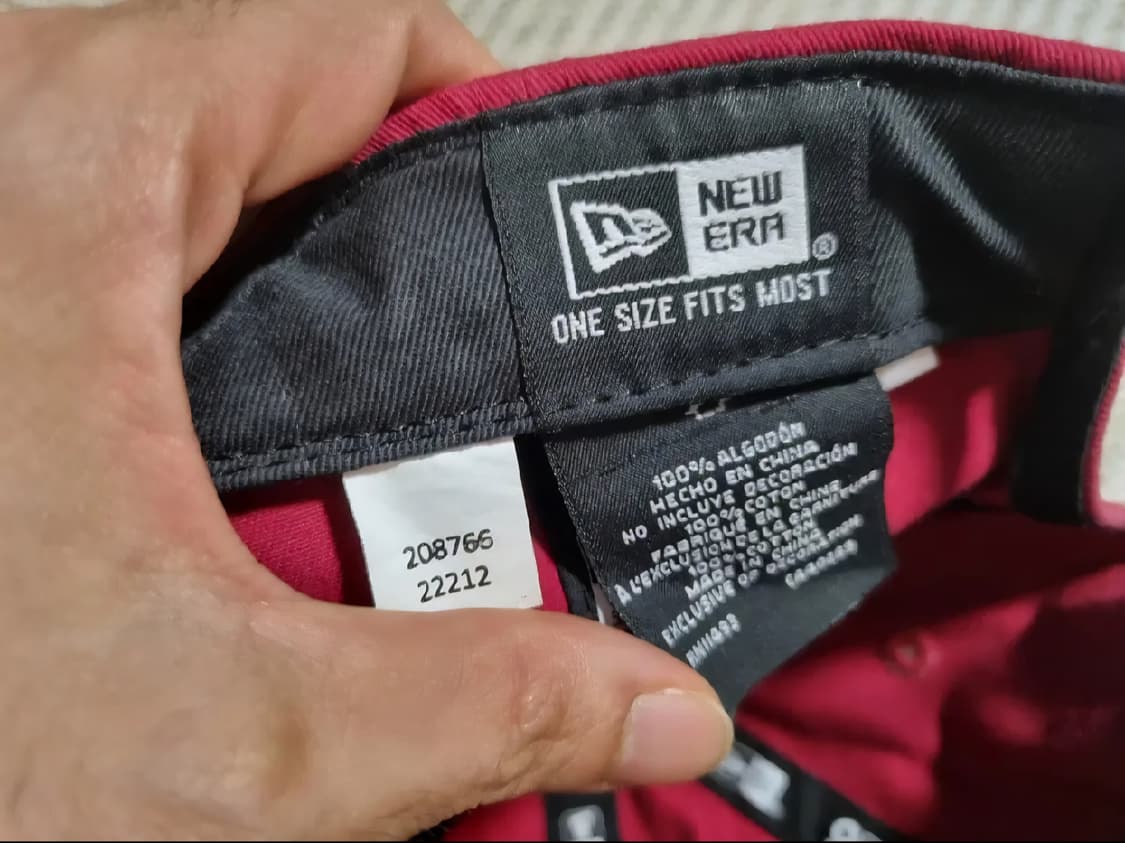 NEW
ERA
®
ONE SIZE FITS MOST
100% ALGODÓN
HECHO EN CHINA
NO INCLUYE DECORACIÓN
100% COTON
FABRIQUÉ EN CHINE
À L'EXCLUSION DE LA GARNITURE
100% COTTON
MADE IN CHINA
EXCLUSIVE OF DECORATION
208766
22212